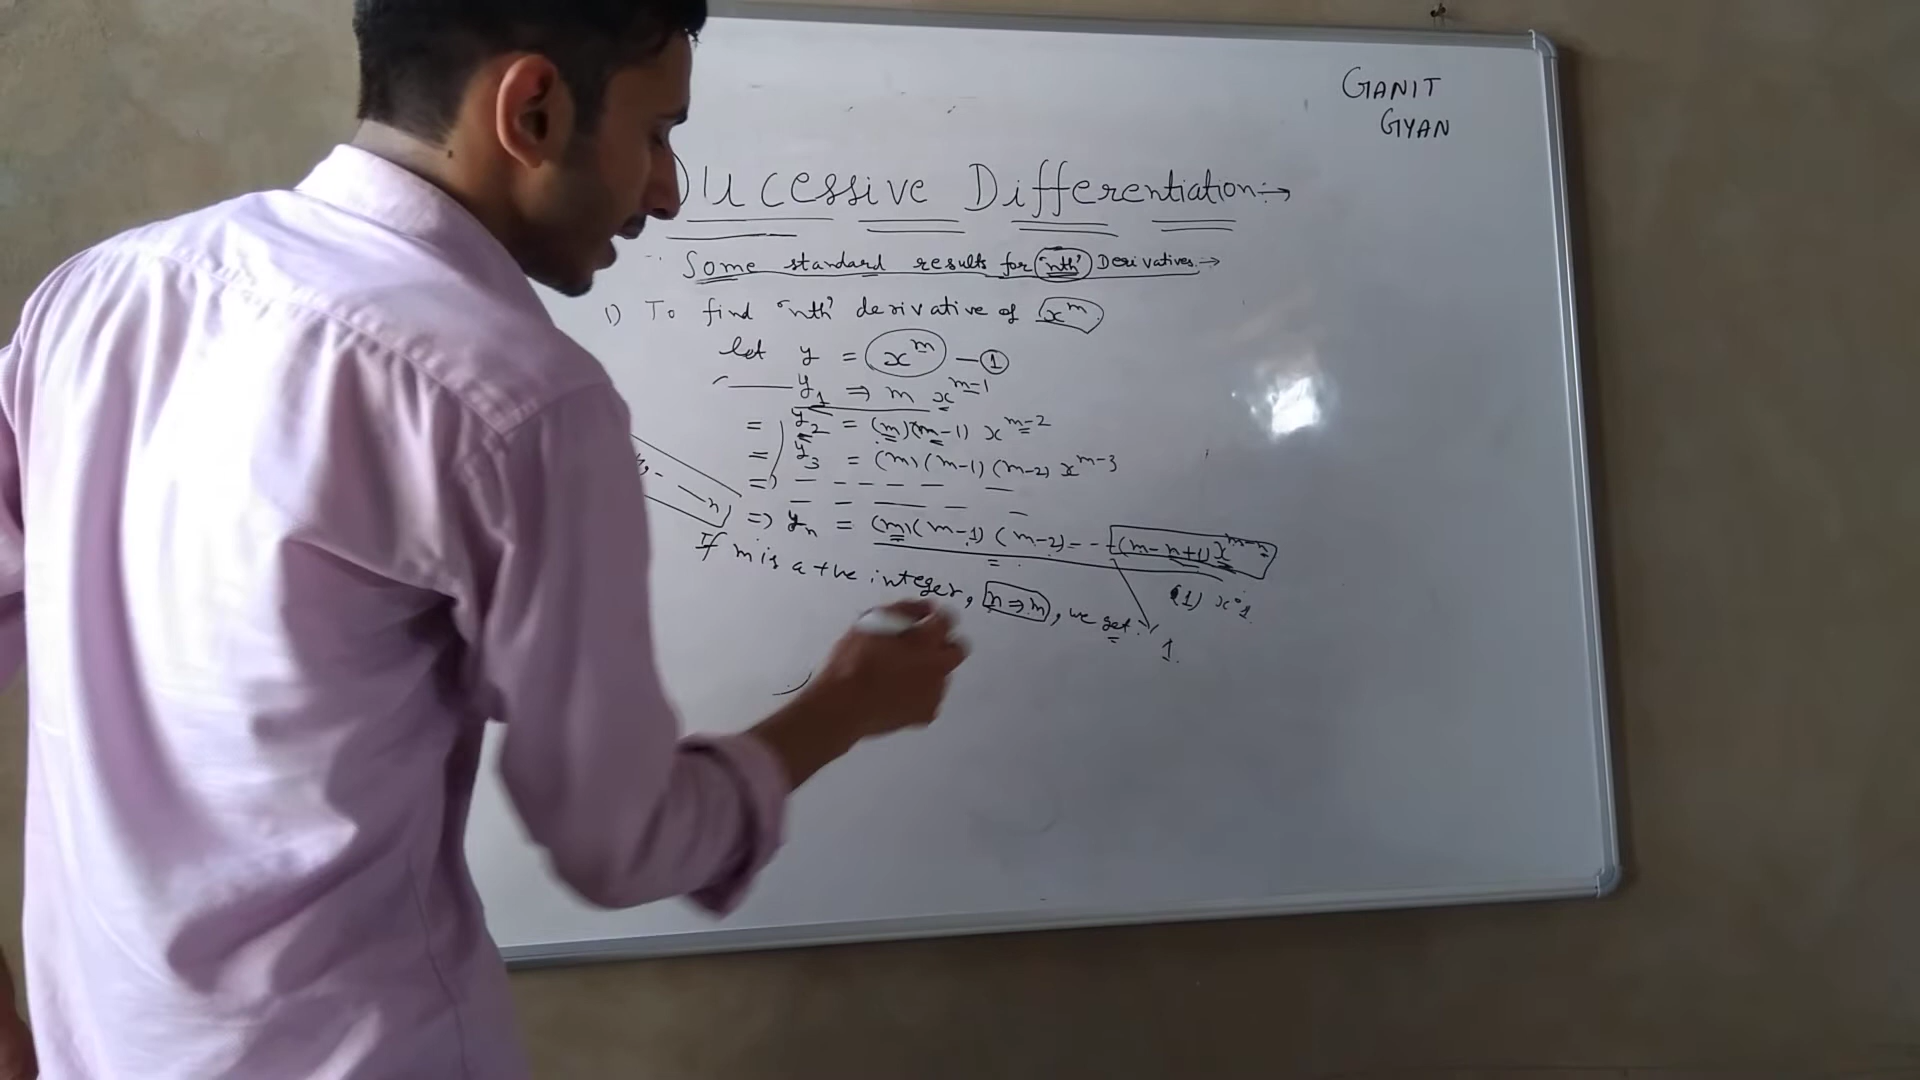 GANIT
GYAN
uccessive Differentiation :→
Some standard results for 'nth' Derivatives. →
1) To find 'nth' derivative of x^m
let y = x^m — ①
y₁ ⇒ m x^{m-1}
= y₂ = (m)(m-1) x^{m-2}
= y₃ = (m)(m-1)(m-2) x^{m-3}
⇒ yₙ = (m)(m-1)(m-2)---(m-n+1) x^{m-n}
If m is a +ve integer, n ⇒ m, we get :
(1) x° 1
1.